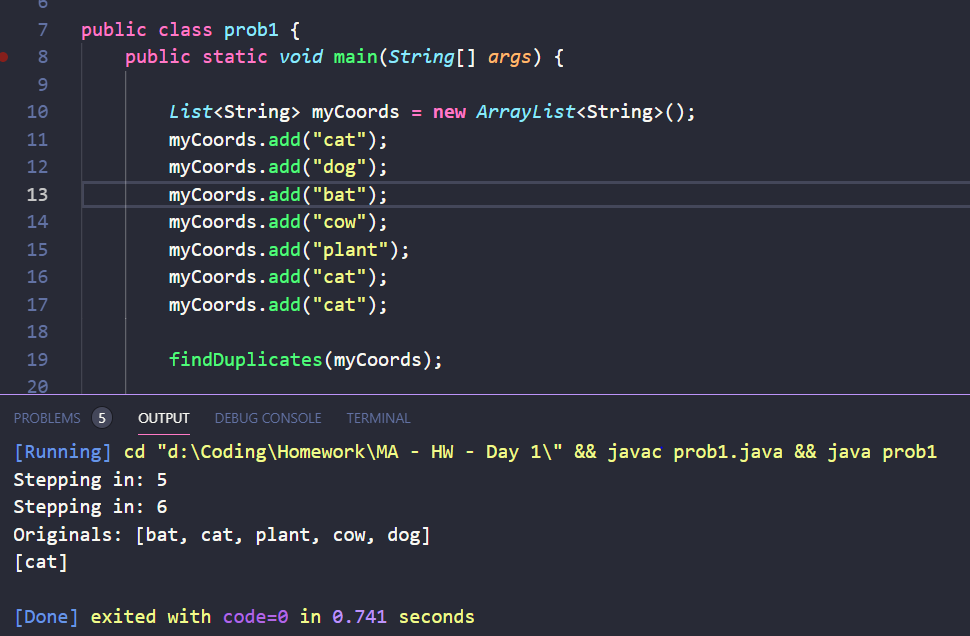 6
7 public class prob1 {
8 public static void main(String[] args) {
9
10 List<String> myCoords = new ArrayList<String>();
11 myCoords.add("cat");
12 myCoords.add("dog");
13 myCoords.add("bat");
14 myCoords.add("cow");
15 myCoords.add("plant");
16 myCoords.add("cat");
17 myCoords.add("cat");
18
19 findDuplicates(myCoords);
20
PROBLEMS 5 OUTPUT DEBUG CONSOLE TERMINAL
[Running] cd "d:\Coding\Homework\MA - HW - Day 1\" && javac prob1.java && java prob1
Stepping in: 5
Stepping in: 6
Originals: [bat, cat, plant, cow, dog]
[cat]
[Done] exited with code=0 in 0.741 seconds